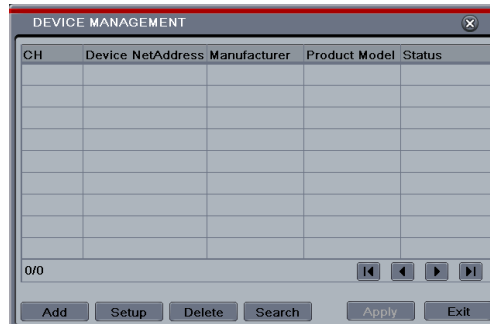 DEVICE MANAGEMENT
CH Device NetAddress Manufacturer Product Model Status
0/0
Add Setup Delete Search Apply Exit